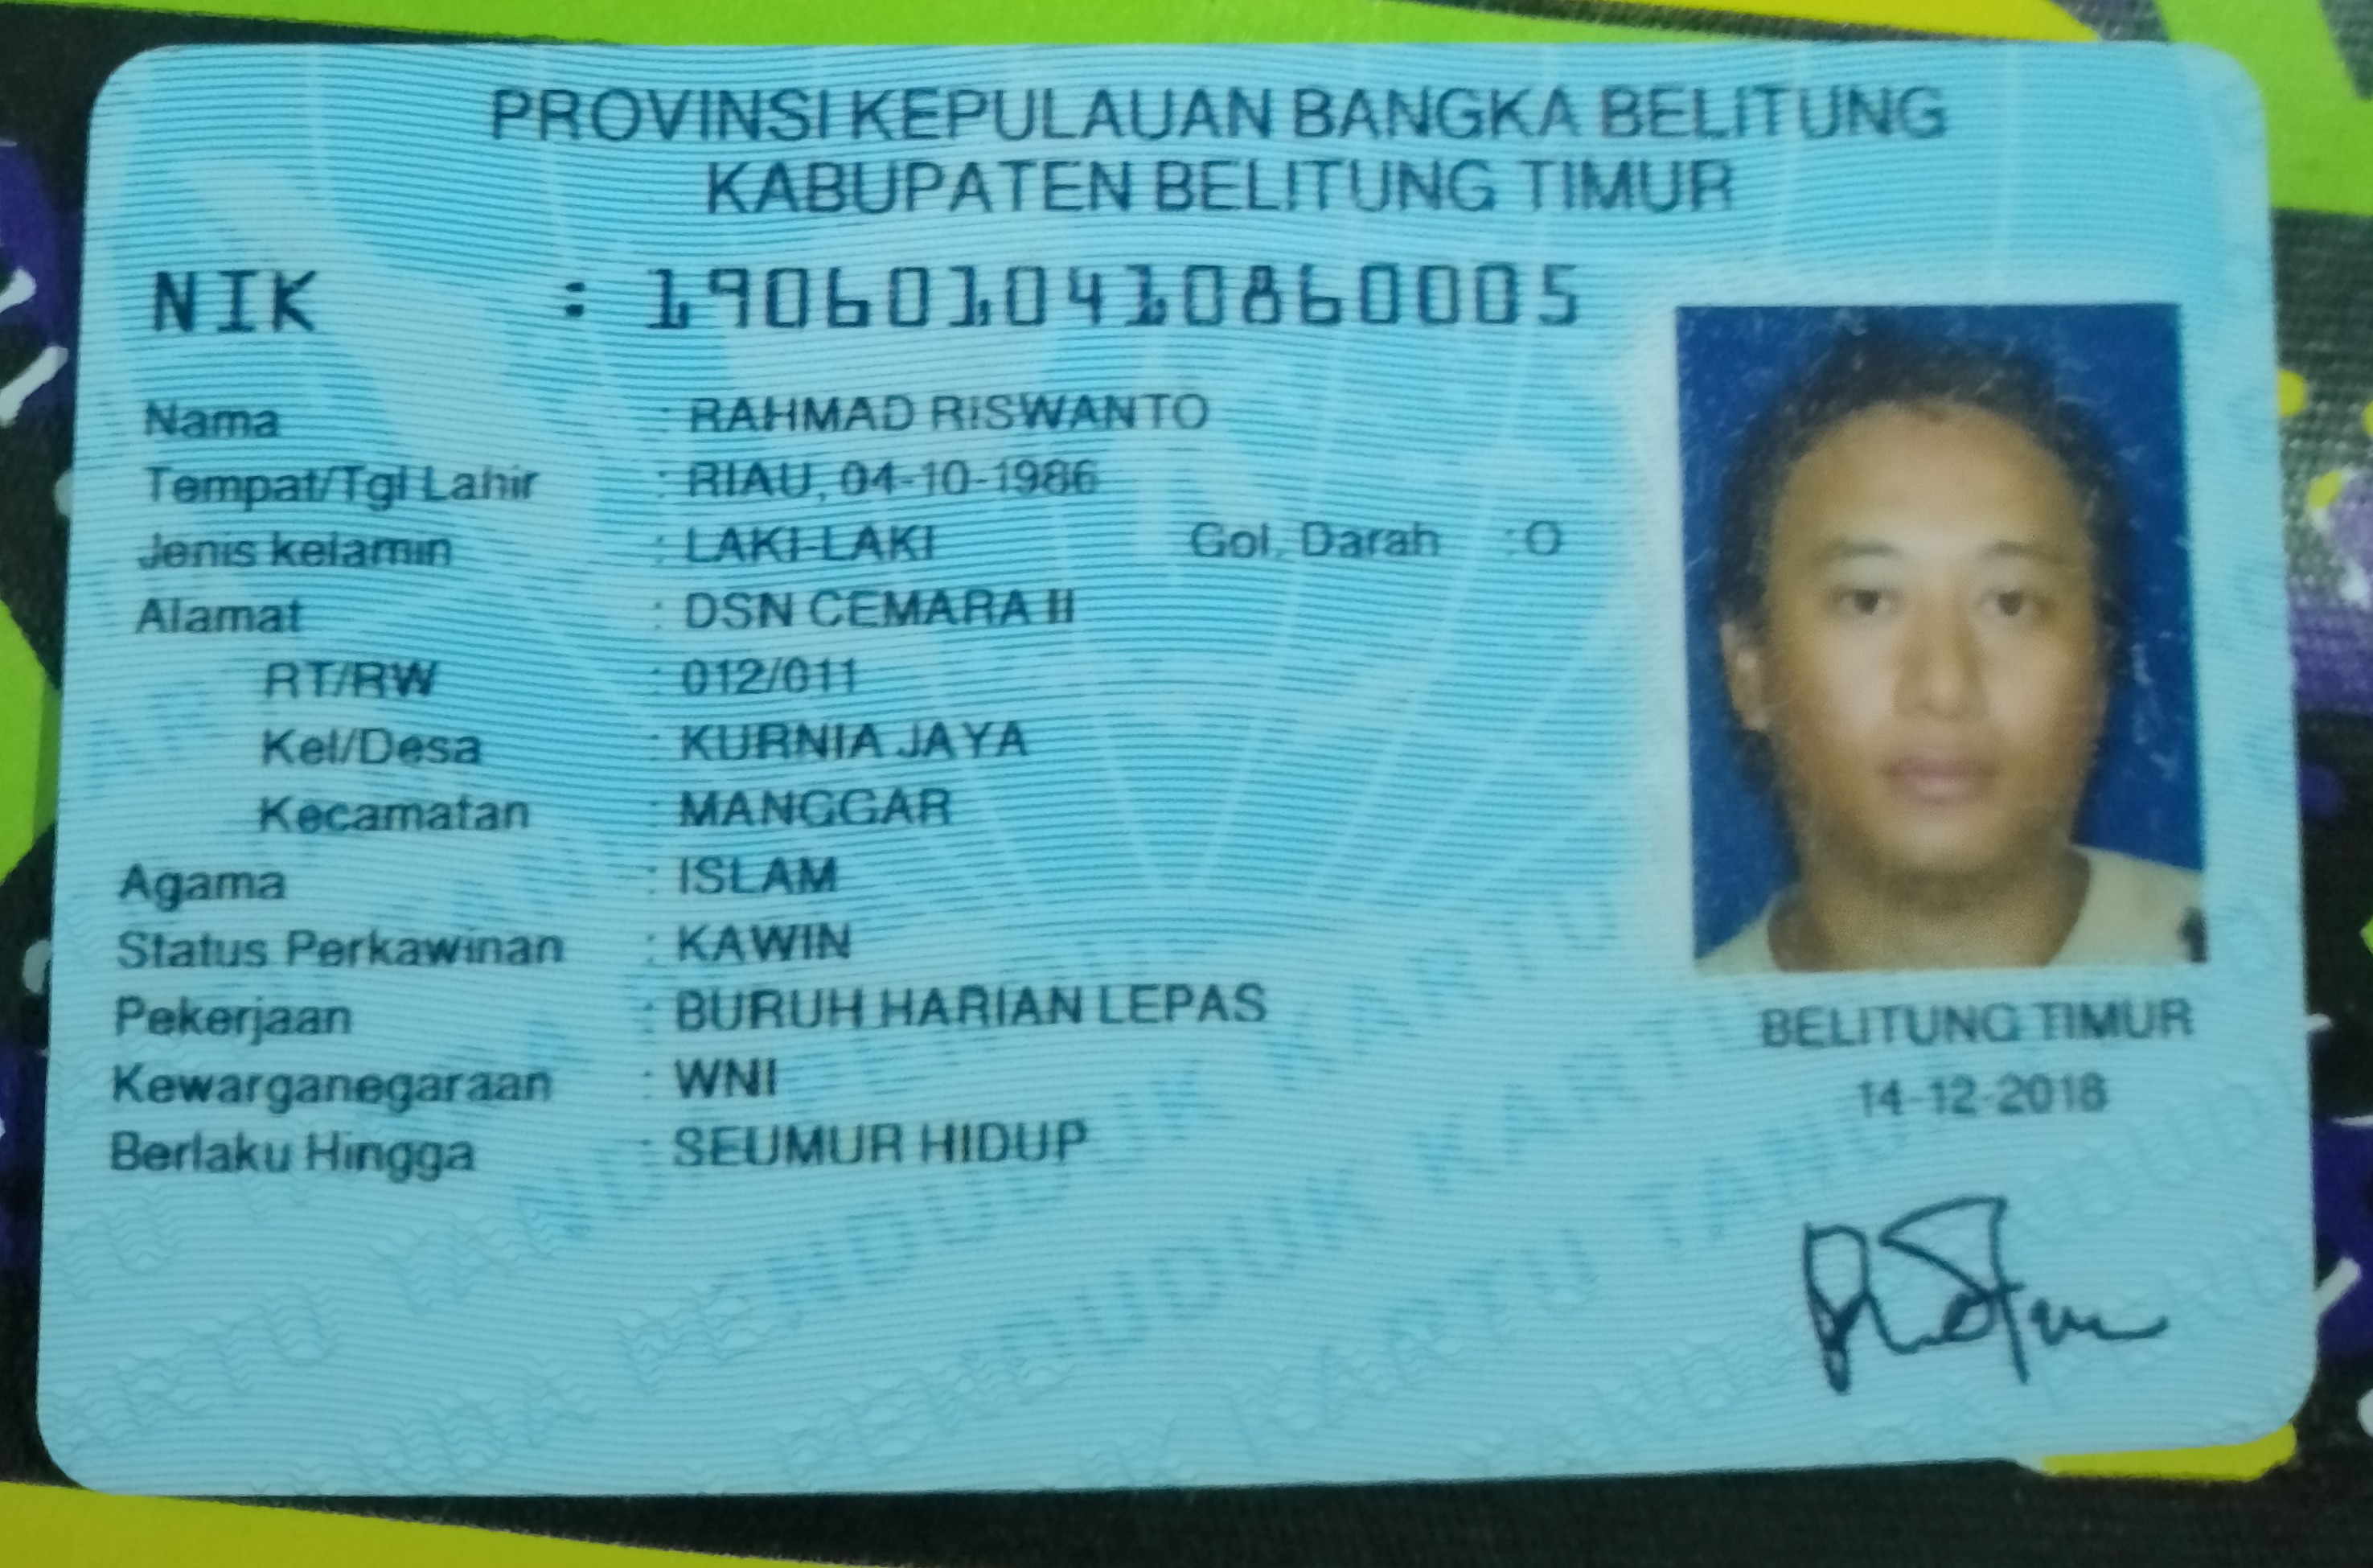 PROVINSI KEPULAUAN BANGKA BELITUNG
KABUPATEN BELITUNG TIMUR
NIK : 1906010410860005
Nama : RAHMAD RISWANTO
Tempat/Tgl Lahir : RIAU, 04-10-1986
Jenis kelamin : LAKI-LAKI Gol. Darah : O
Alamat : DSN CEMARA II
RT/RW : 012/011
Kel/Desa : KURNIA JAYA
Kecamatan : MANGGAR
Agama : ISLAM
Status Perkawinan : KAWIN
Pekerjaan : BURUH HARIAN LEPAS
Kewarganegaraan : WNI
Berlaku Hingga : SEUMUR HIDUP
BELITUNG TIMUR
14-12-2018